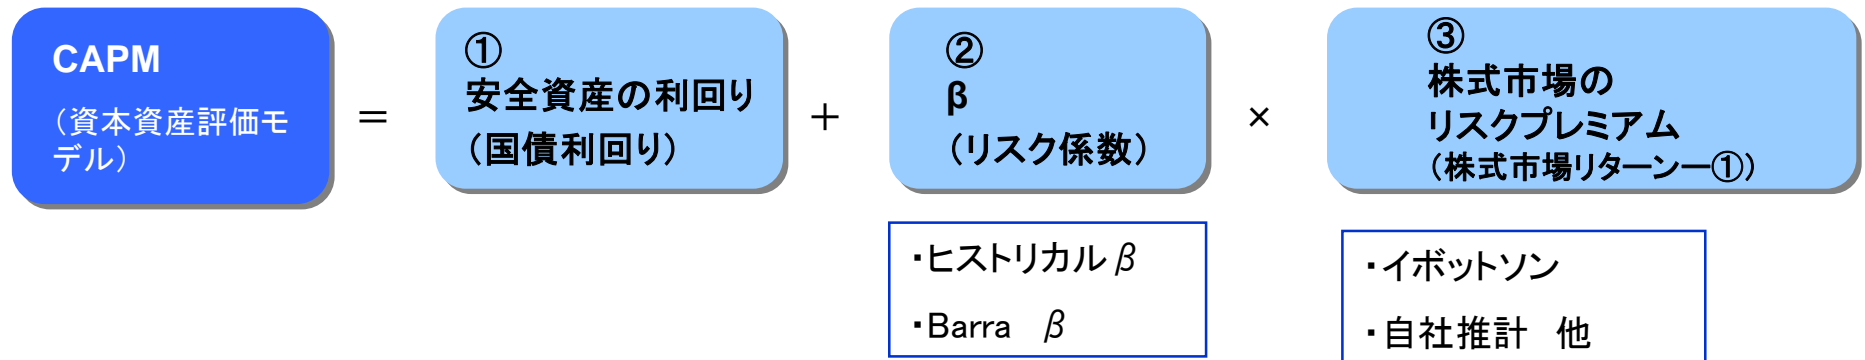 CAPM
（資本資産評価モ
デル）
＝
①
安全資産の利回り
（国債利回り）
＋
②
β
（リスク係数）
×
③
株式市場の
リスクプレミアム
（株式市場リターンー①）
・ヒストリカルβ
・Barra　β
・イボットソン
・自社推計　他